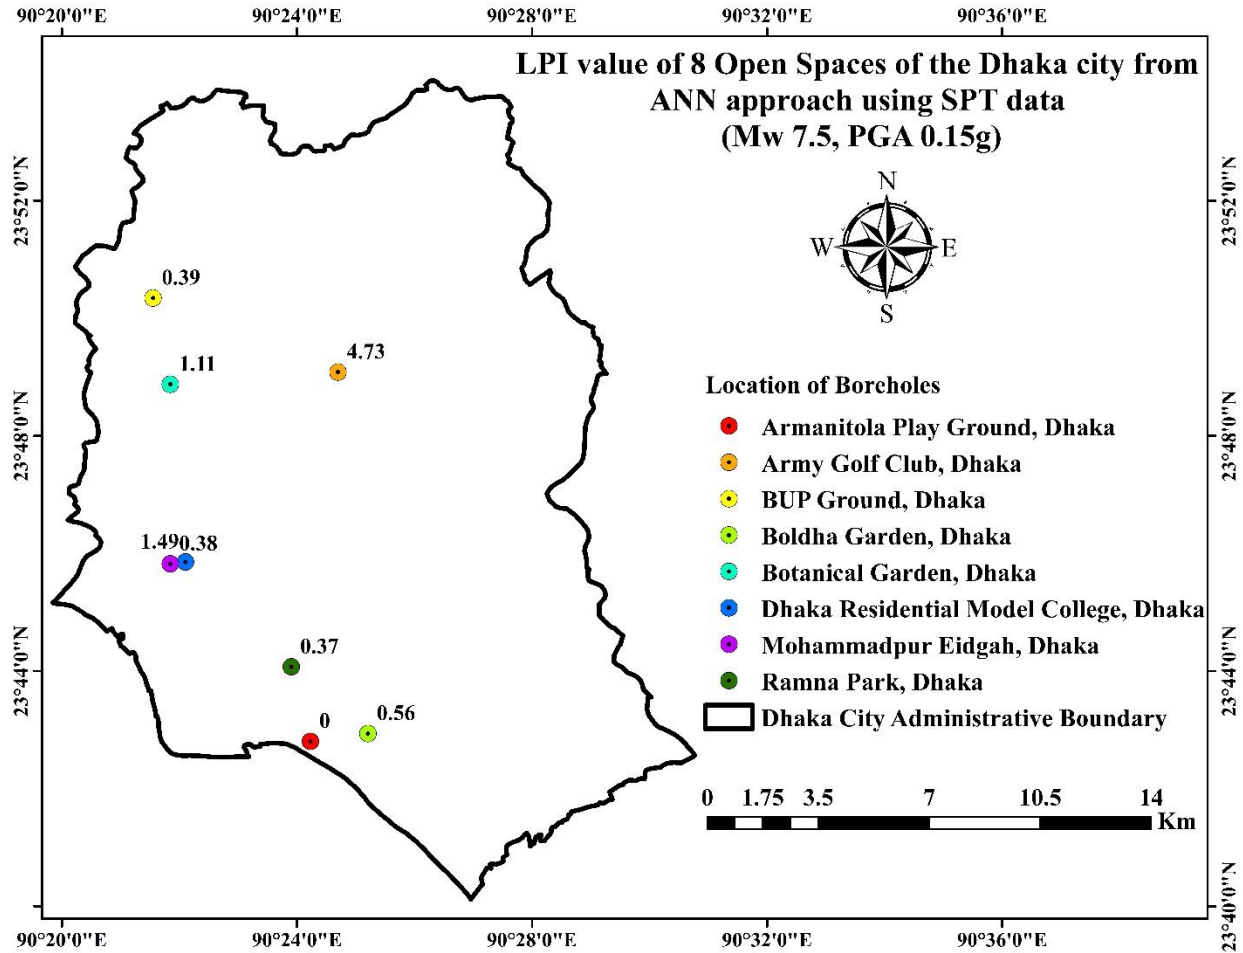 90°20'0"E 90°24'0"E 90°28'0"E 90°32'0"E 90°36'0"E
LPI value of 8 Open Spaces of the Dhaka city from
ANN approach using SPT data
(Mw 7.5, PGA 0.15g)
N
W E
S
23°52'0"N 23°52'0"N
0.39
1.11
4.73
Location of Boreholes
Armanitola Play Ground, Dhaka
Army Golf Club, Dhaka
BUP Ground, Dhaka
Boldha Garden, Dhaka
Botanical Garden, Dhaka
Dhaka Residential Model College, Dhaka
Mohammadpur Eidgah, Dhaka
Ramna Park, Dhaka
Dhaka City Administrative Boundary
23°48'0"N 23°48'0"N
1.49 0.38
0.37
23°44'0"N 23°44'0"N
0 0.56
0 1.75 3.5 7 10.5 14
Km
23°40'0"N
90°20'0"E 90°24'0"E 90°28'0"E 90°32'0"E 90°36'0"E